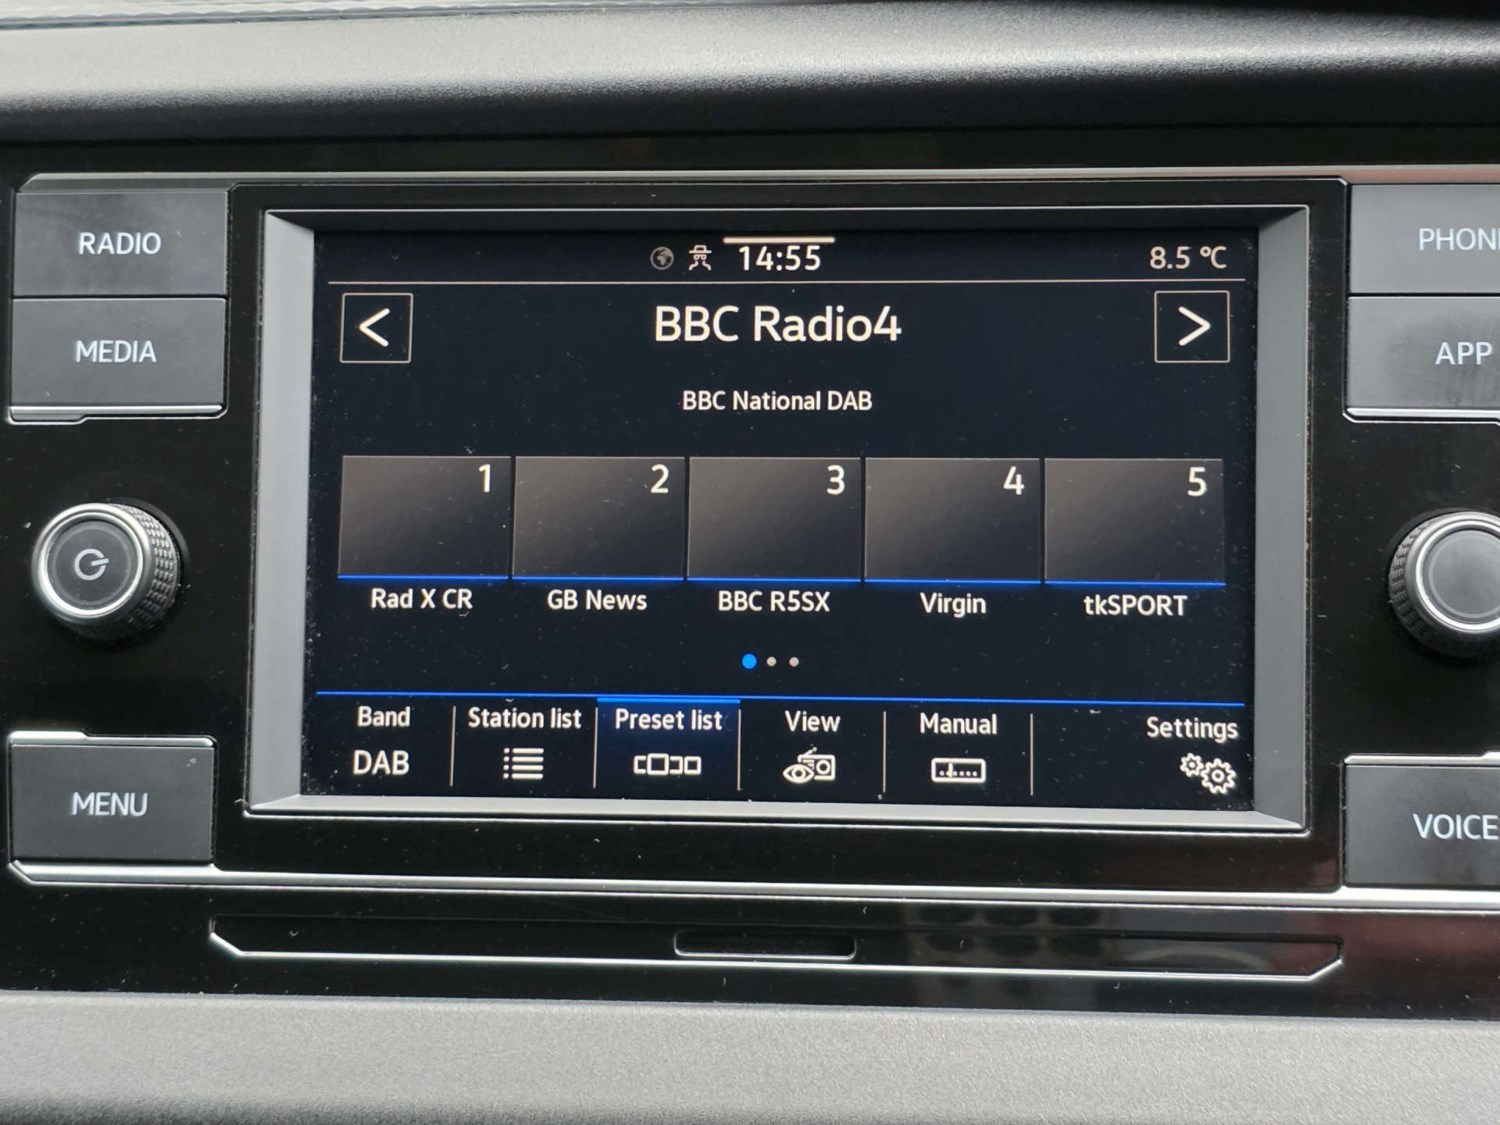 RADIO
MEDIA
MENU
14:55
8.5 °C
<
BBC Radio4
>
BBC National DAB
1
2
3
4
5
Rad X CR
GB News
BBC R5SX
Virgin
tkSPORT
Band
Station list
Preset list
View
Manual
Settings
DAB
PHON
APP
VOICE